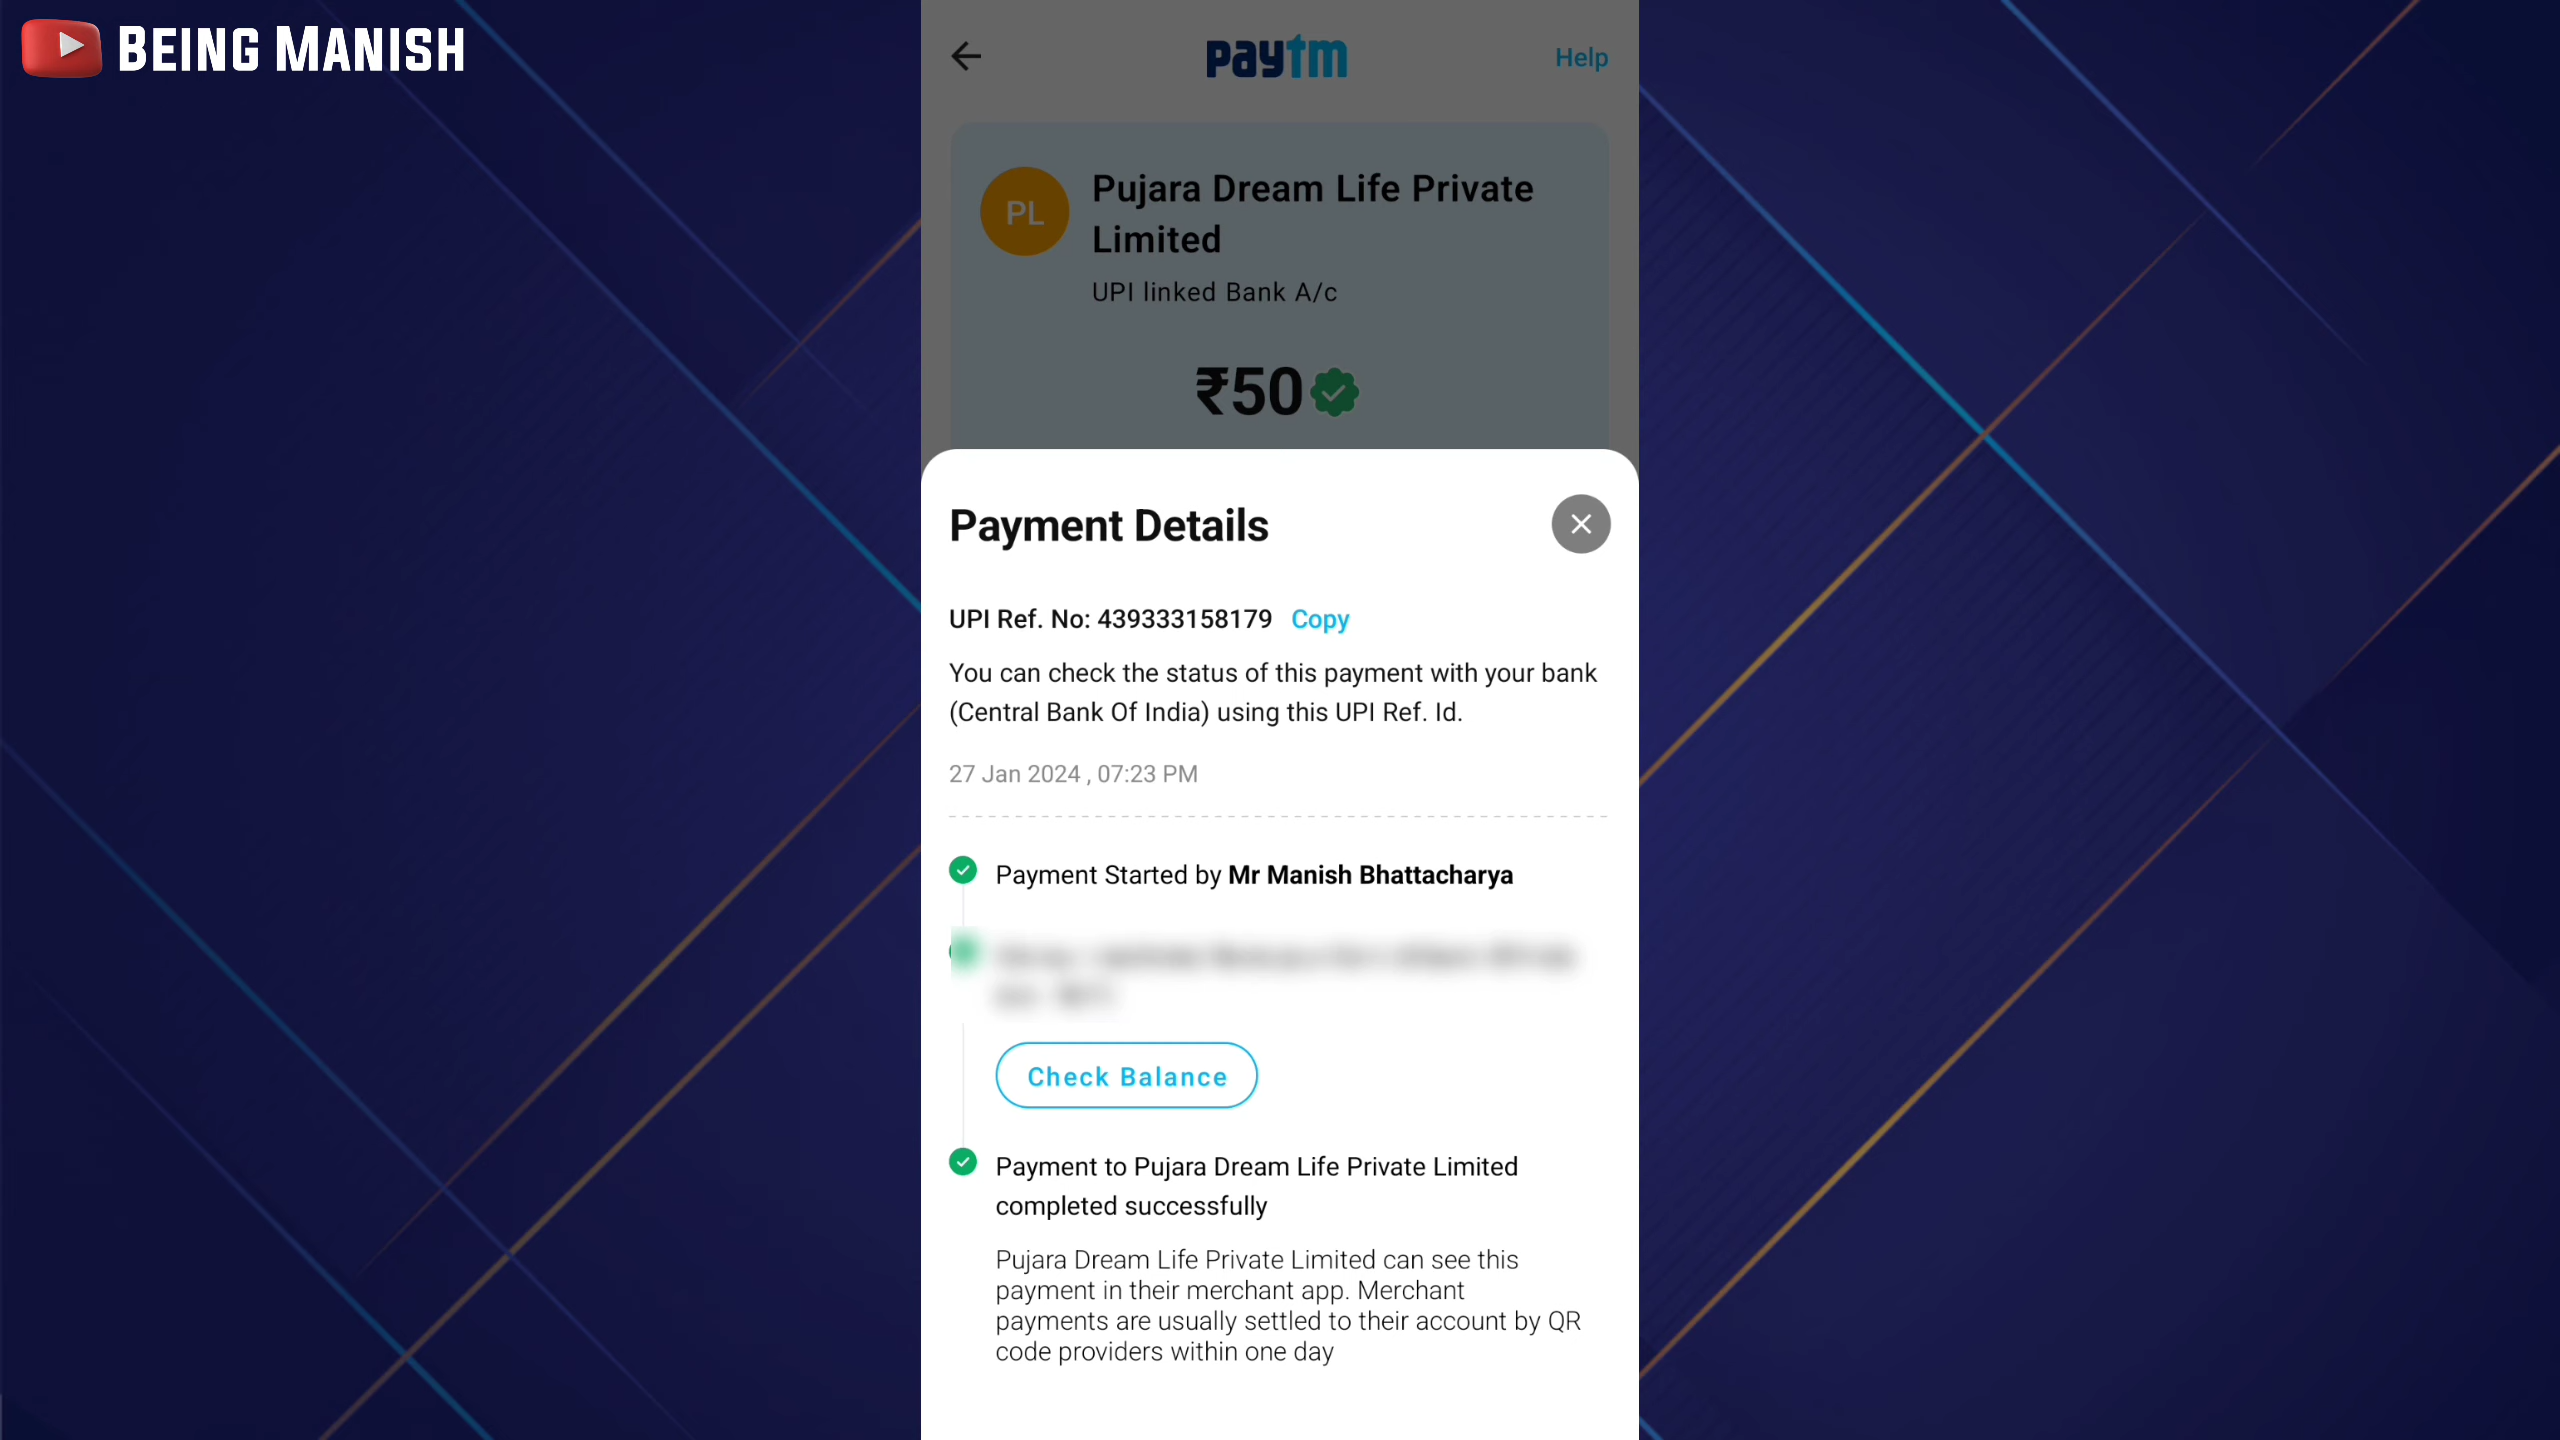 BEING MANISH
paytm
Help
PL
Pujara Dream Life Private
Limited
UPI linked Bank A/c
₹50
Payment Details
UPI Ref. No: 439333158179 Copy
You can check the status of this payment with your bank
(Central Bank Of India) using this UPI Ref. Id.
27 Jan 2024 , 07:23 PM
Payment Started by Mr Manish Bhattacharya
Check Balance
Payment to Pujara Dream Life Private Limited
completed successfully
Pujara Dream Life Private Limited can see this
payment in their merchant app. Merchant
payments are usually settled to their account by QR
code providers within one day